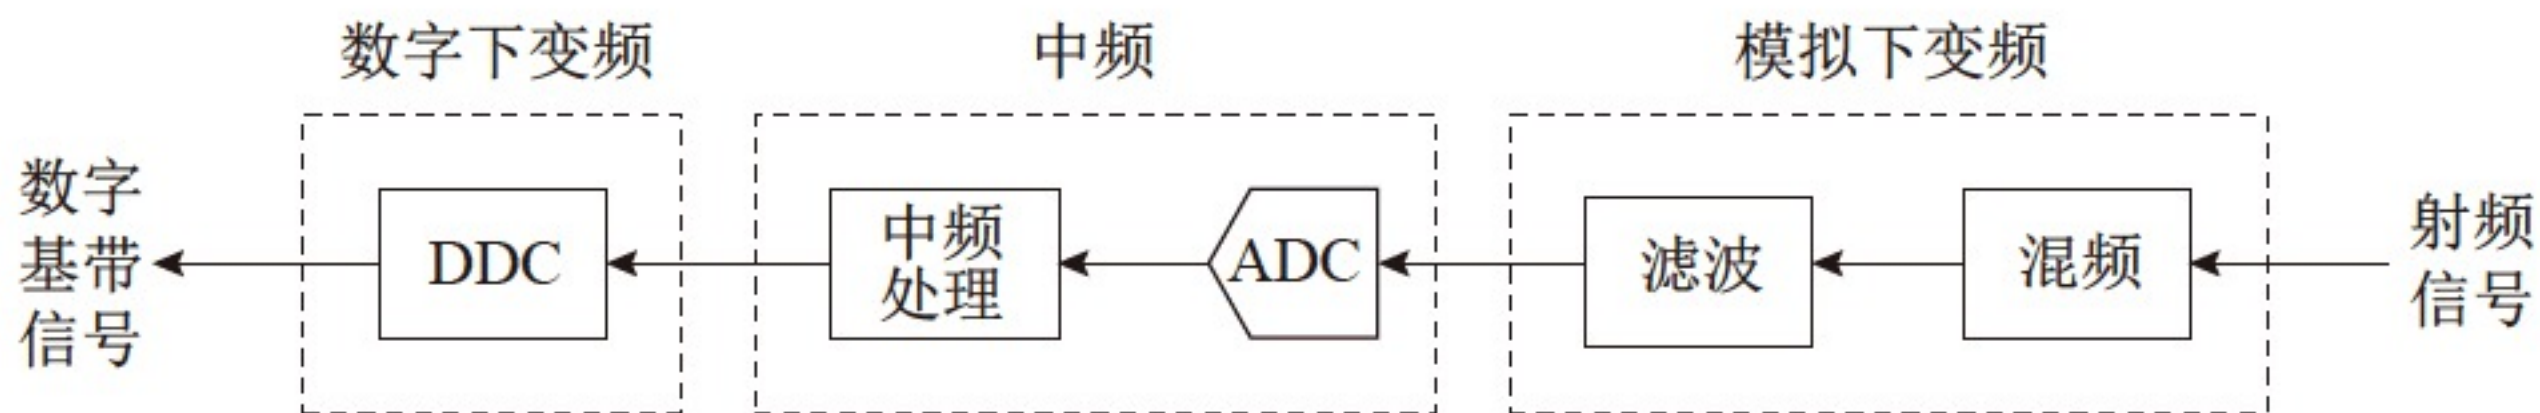 数字下变频
中频
模拟下变频
数字
基带
信号
DDC
中频
处理
ADC
滤波
混频
射频
信号